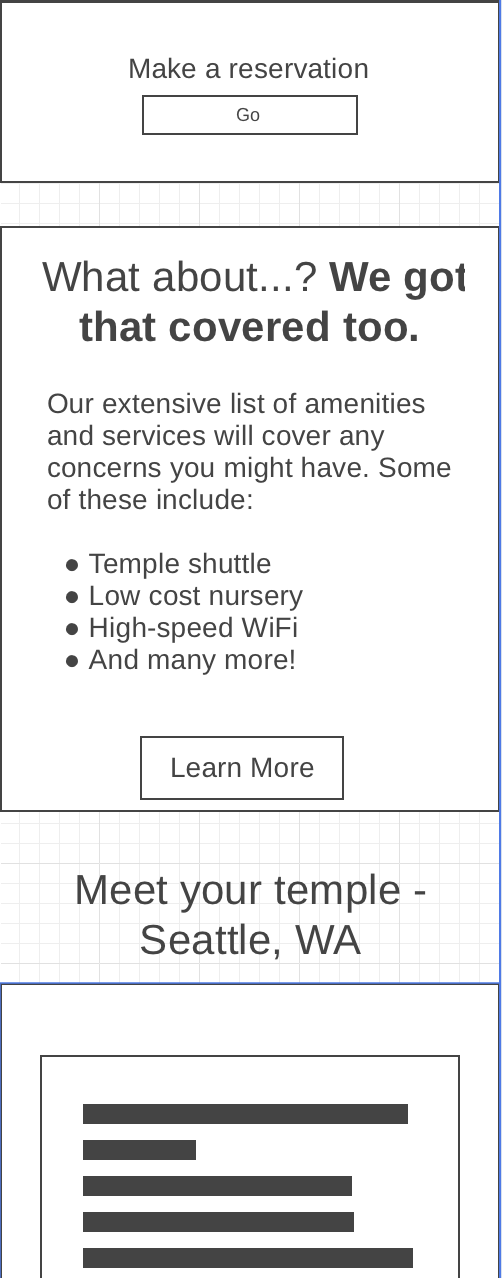 Make a reservation
Go
What about...? We got
that covered too.
Our extensive list of amenities
and services will cover any
concerns you might have. Some
of these include:
● Temple shuttle
● Low cost nursery
● High-speed WiFi
● And many more!
Learn More
Meet your temple -
Seattle, WA